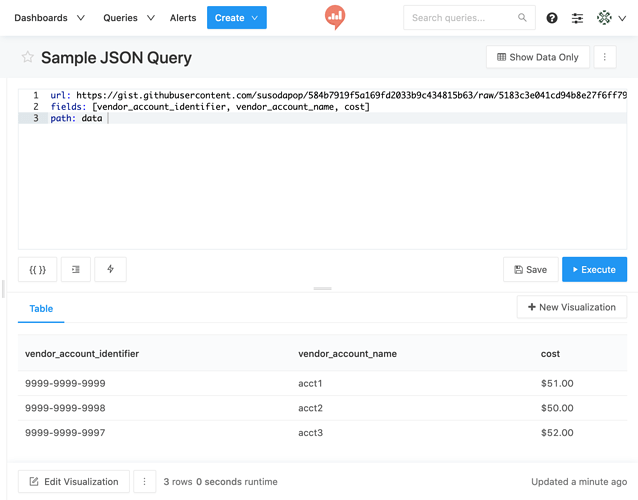 Dashboards Queries Alerts Create Search queries...
Sample JSON Query Show Data Only
1 url: https://gist.githubusercontent.com/susodapop/584b7919f5a169fd2033b9c434815b63/raw/5183c3e041cd94b8e27f6ff79
2 fields: [vendor_account_identifier, vendor_account_name, cost]
3 path: data
{{ }} Save Execute
Table + New Visualization
vendor_account_identifier vendor_account_name cost
9999-9999-9999 acct1 $51.00
9999-9999-9998 acct2 $50.00
9999-9999-9997 acct3 $52.00
Edit Visualization 3 rows 0 seconds runtime Updated a minute ago